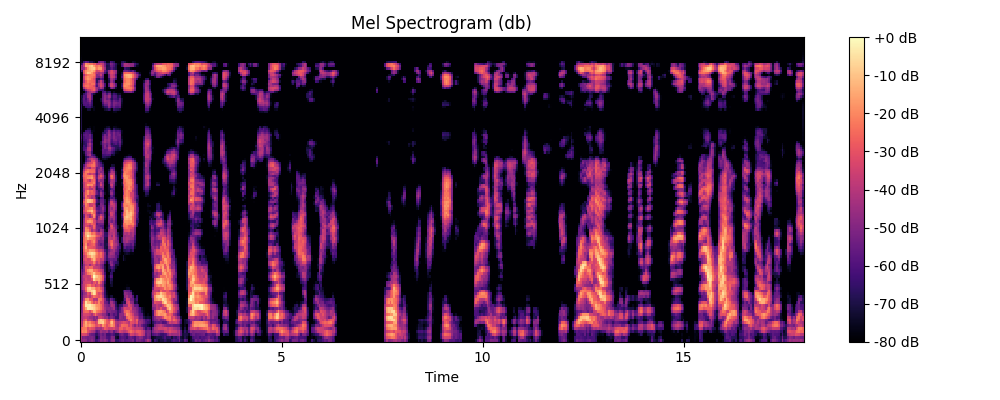 Mel Spectrogram (db)
8192
4096
2048
1024
512
0
Hz
0
5
10
15
Time
+0 dB
-10 dB
-20 dB
-30 dB
-40 dB
-50 dB
-60 dB
-70 dB
-80 dB